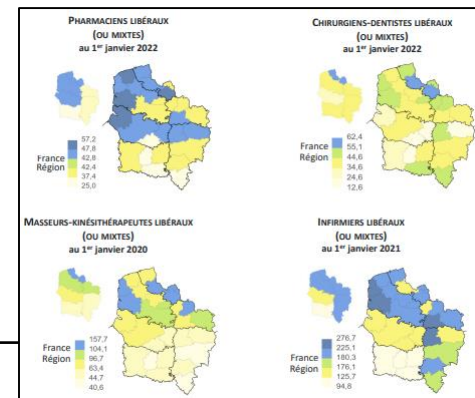 PHARMACIENS LIBÉRAUX
(OU MIXTES)
au 1er janvier 2022
57,2
47,8
42,8
42,4
37,4
25,0
France
Région
CHIRURGIENS-DENTISTES LIBÉRAUX
(OU MIXTES)
au 1er janvier 2022
62,4
55,1
44,6
34,6
24,6
12,6
France
Région
MASSEURS-KINÉSITHÉRAPEUTES LIBÉRAUX
(OU MIXTES)
au 1er janvier 2020
157,7
104,1
96,7
63,4
44,7
40,6
France
Région
INFIRMIERS LIBÉRAUX
(OU MIXTES)
au 1er janvier 2021
276,7
225,1
180,3
176,1
125,7
94,8
France
Région